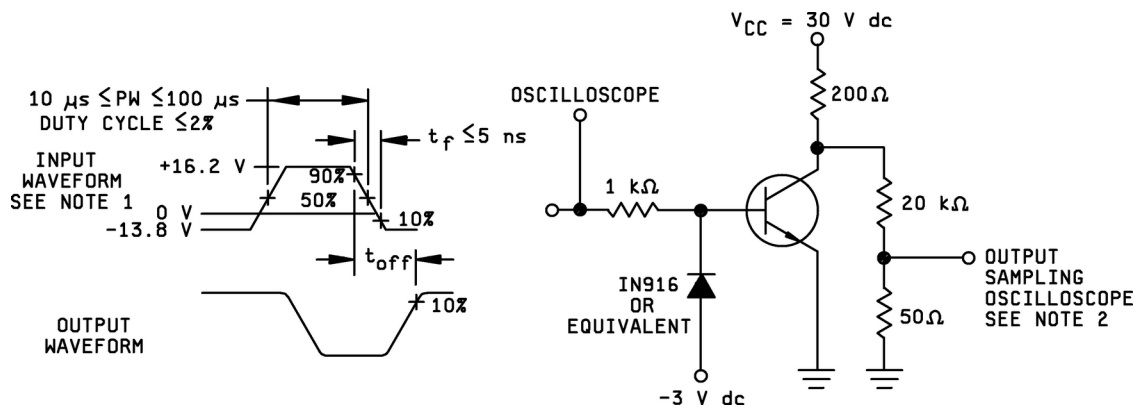 V_CC = 30 V dc
200Ω
10 μs ≤PW ≤100 μs
DUTY CYCLE ≤2%
OSCILLOSCOPE
t_f ≤5 ns
INPUT
WAVEFORM
SEE NOTE 1
+16.2 V
90%
50%
0 V
-13.8 V
10%
1 kΩ
20 kΩ
t_off
10%
OUTPUT
WAVEFORM
IN916
OR
EQUIVALENT
-3 V dc
OUTPUT
SAMPLING
OSCILLOSCOPE
SEE NOTE 2
50Ω